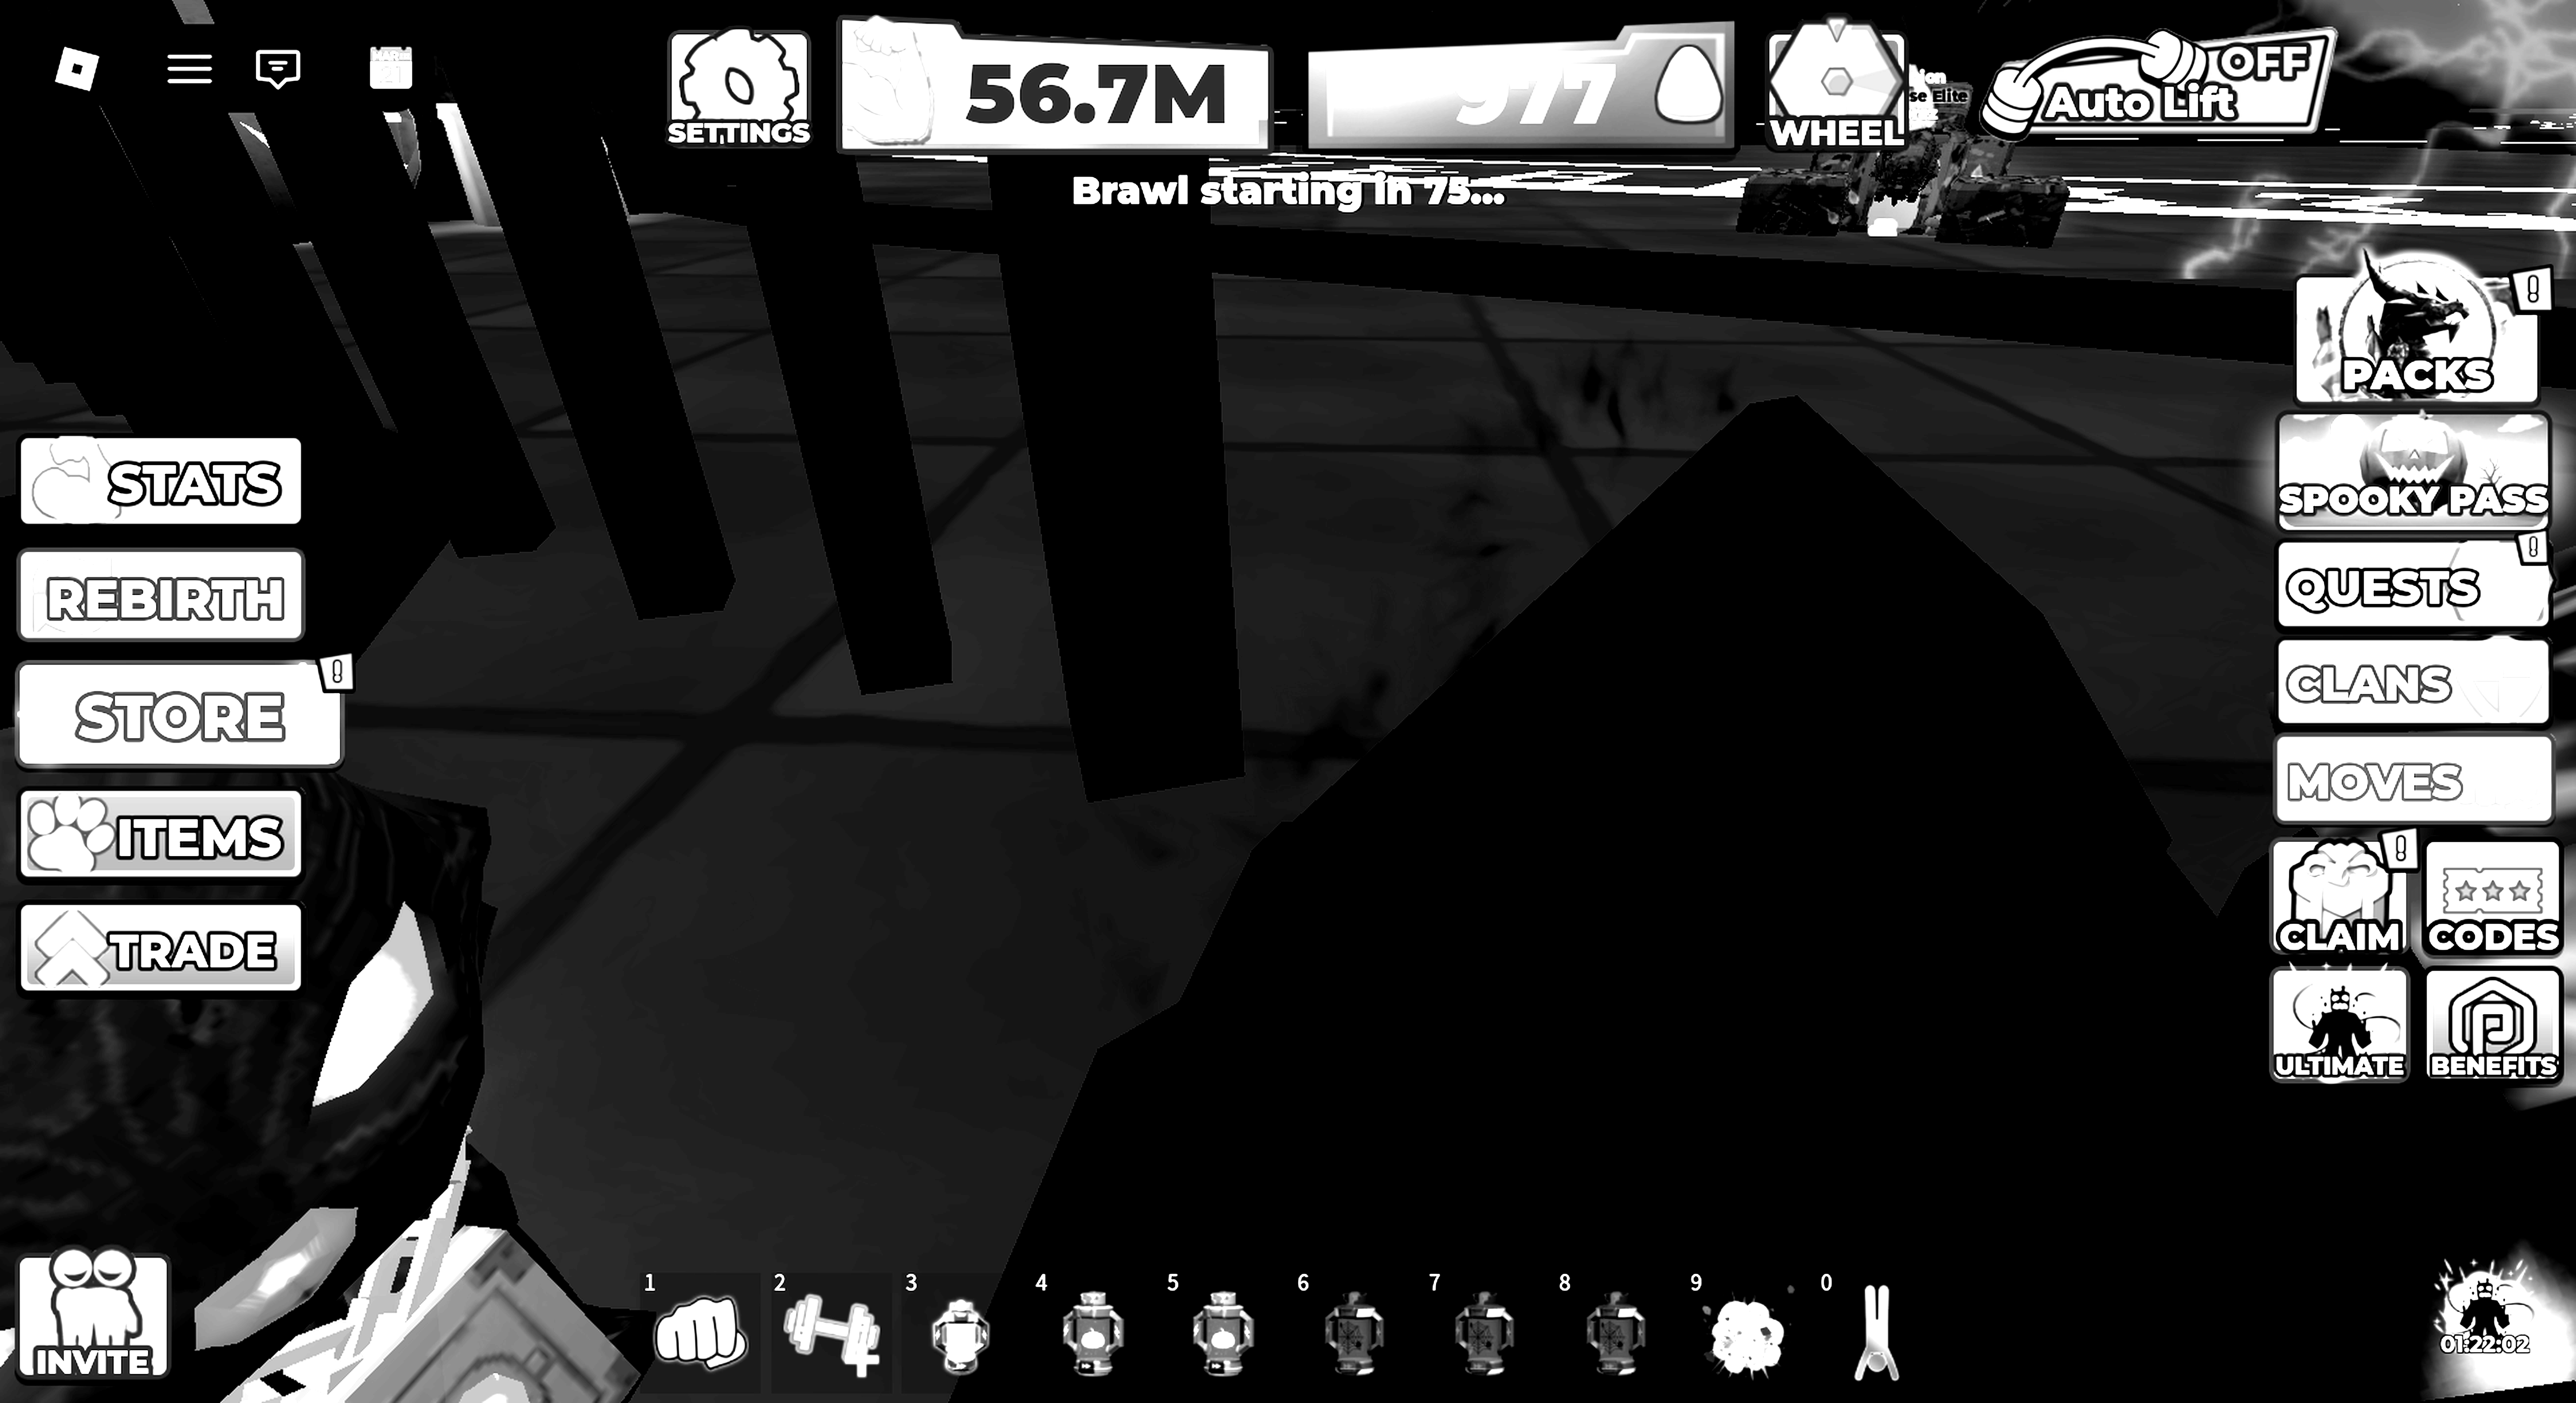 SETTINGS
56.7M
977
WHEEL
OFF
Auto Lift
Brawl starting in 75...
STATS
REBIRTH
STORE
ITEMS
TRADE
INVITE
PACKS
SPOOKY PASS
QUESTS
CLANS
MOVES
CLAIM
CODES
ULTIMATE
BENEFITS
1
2
3
4
5
6
7
8
9
0
01:22:02